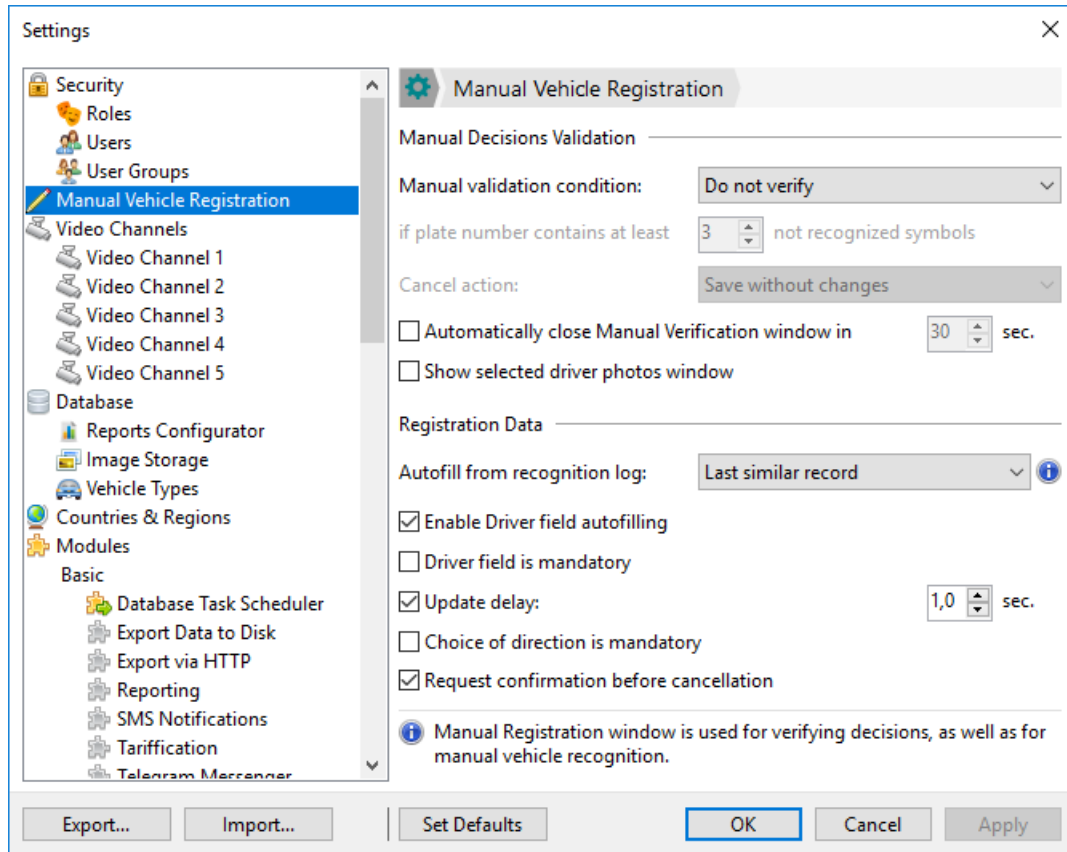 Settings
Security
Roles
Users
User Groups
Manual Vehicle Registration
Video Channels
Video Channel 1
Video Channel 2
Video Channel 3
Video Channel 4
Video Channel 5
Database
Reports Configurator
Image Storage
Vehicle Types
Countries & Regions
Modules
Basic
Database Task Scheduler
Export Data to Disk
Export via HTTP
Reporting
SMS Notifications
Tariffication
Telegram Messenger
Manual Vehicle Registration
Manual Decisions Validation
Manual validation condition: Do not verify
if plate number contains at least 3 not recognized symbols
Cancel action: Save without changes
Automatically close Manual Verification window in 30 sec.
Show selected driver photos window
Registration Data
Autofill from recognition log: Last similar record
Enable Driver field autofilling
Driver field is mandatory
Update delay: 1,0 sec.
Choice of direction is mandatory
Request confirmation before cancellation
Manual Registration window is used for verifying decisions, as well as for
manual vehicle recognition.
Export... Import... Set Defaults OK Cancel Apply